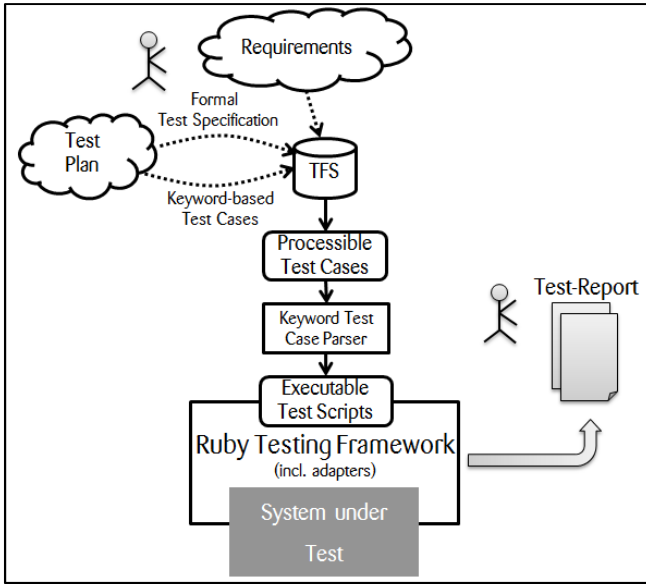 Requirements
Formal
Test Specification
Test
Plan
TFS
Keyword-based
Test Cases
Processible
Test Cases
Test-Report
Keyword Test
Case Parser
Executable
Test Scripts
Ruby Testing Framework
(incl. adapters)
System under
Test